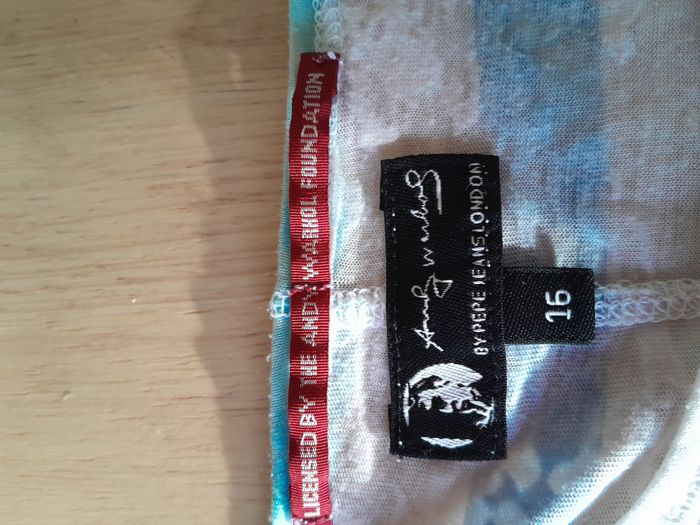 LICENSED BY THE ANDY WARHOL FOUNDATION
Andy Warhol
BY PEPE JEANS LONDON
16